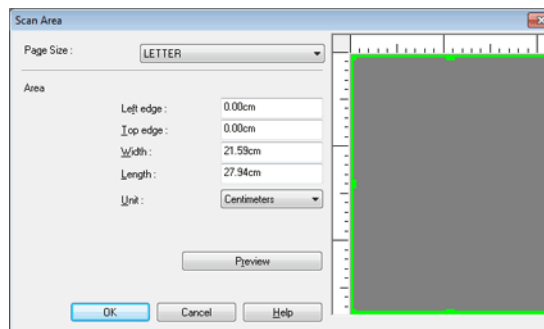 Scan Area
Page Size : LETTER
Area
Left edge : 0.00cm
Top edge : 0.00cm
Width : 21.59cm
Length : 27.94cm
Unit : Centimeters
Preview
OK Cancel Help